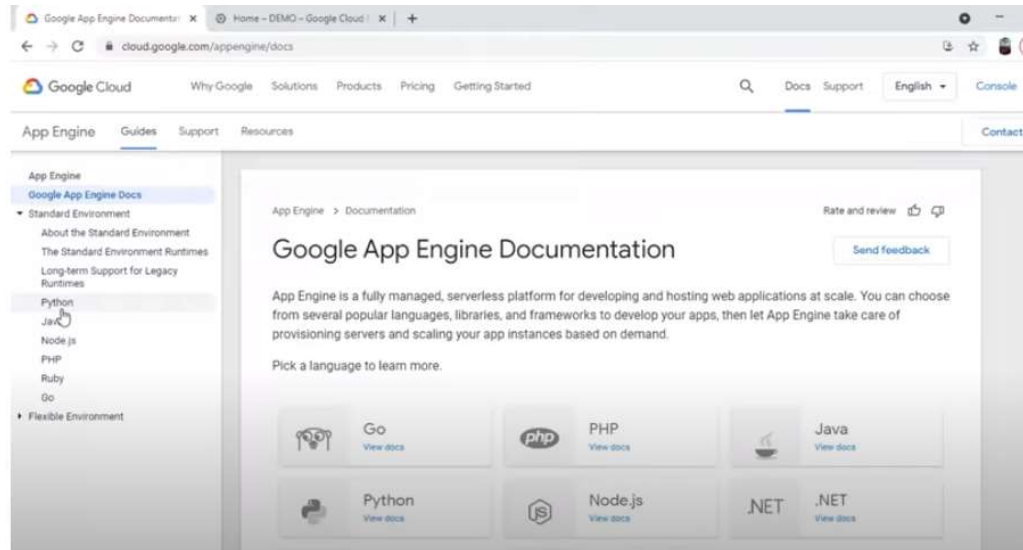 Google App Engine Documentar
Home – DEMO – Google Cloud
cloud.google.com/appengine/docs
Google Cloud
Why Google
Solutions
Products
Pricing
Getting Started
Docs
Support
English
Console
App Engine
Guides
Support
Resources
Contact
App Engine
Google App Engine Docs
Standard Environment
About the Standard Environment
The Standard Environment Runtimes
Long-term Support for Legacy
Runtimes
Python
Node.js
PHP
Ruby
Go
Flexible Environment
App Engine > Documentation
Rate and review
Google App Engine Documentation
Send feedback
App Engine is a fully managed, serverless platform for developing and hosting web applications at scale. You can choose
from several popular languages, libraries, and frameworks to develop your apps, then let App Engine take care of
provisioning servers and scaling your app instances based on demand.
Pick a language to learn more.
Go
View docs
php
PHP
View docs
Java
View docs
Python
View docs
JS
Node.js
View docs
.NET
.NET
View docs